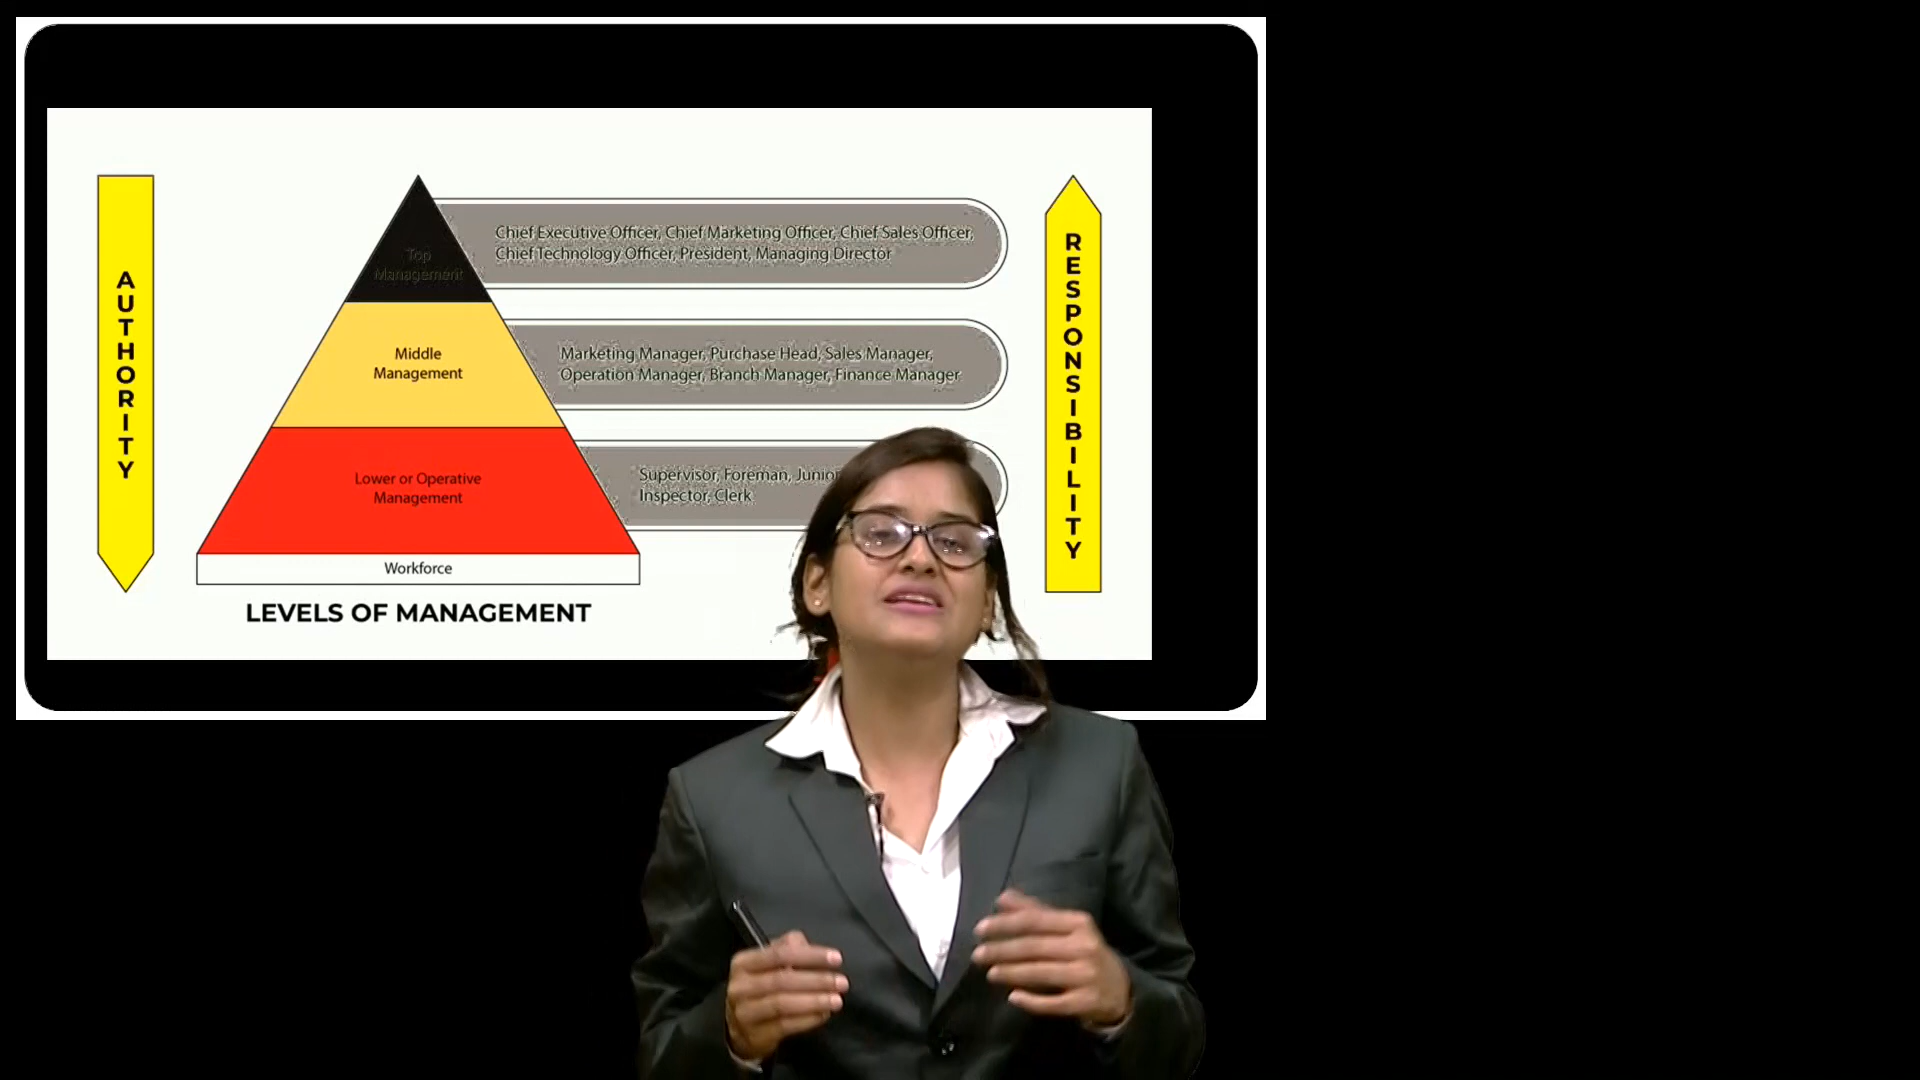 AUTHORITY
Top
Management
Chief Executive Officer, Chief Marketing Officer, Chief Sales Officer,
Chief Technology Officer, President, Managing Director
Middle
Management
Marketing Manager, Purchase Head, Sales Manager,
Operation Manager, Branch Manager, Finance Manager
Lower or Operative
Management
Supervisor, Foreman,
Inspector, Clerk
Workforce
LEVELS OF MANAGEMENT
RESPONSIBILITY